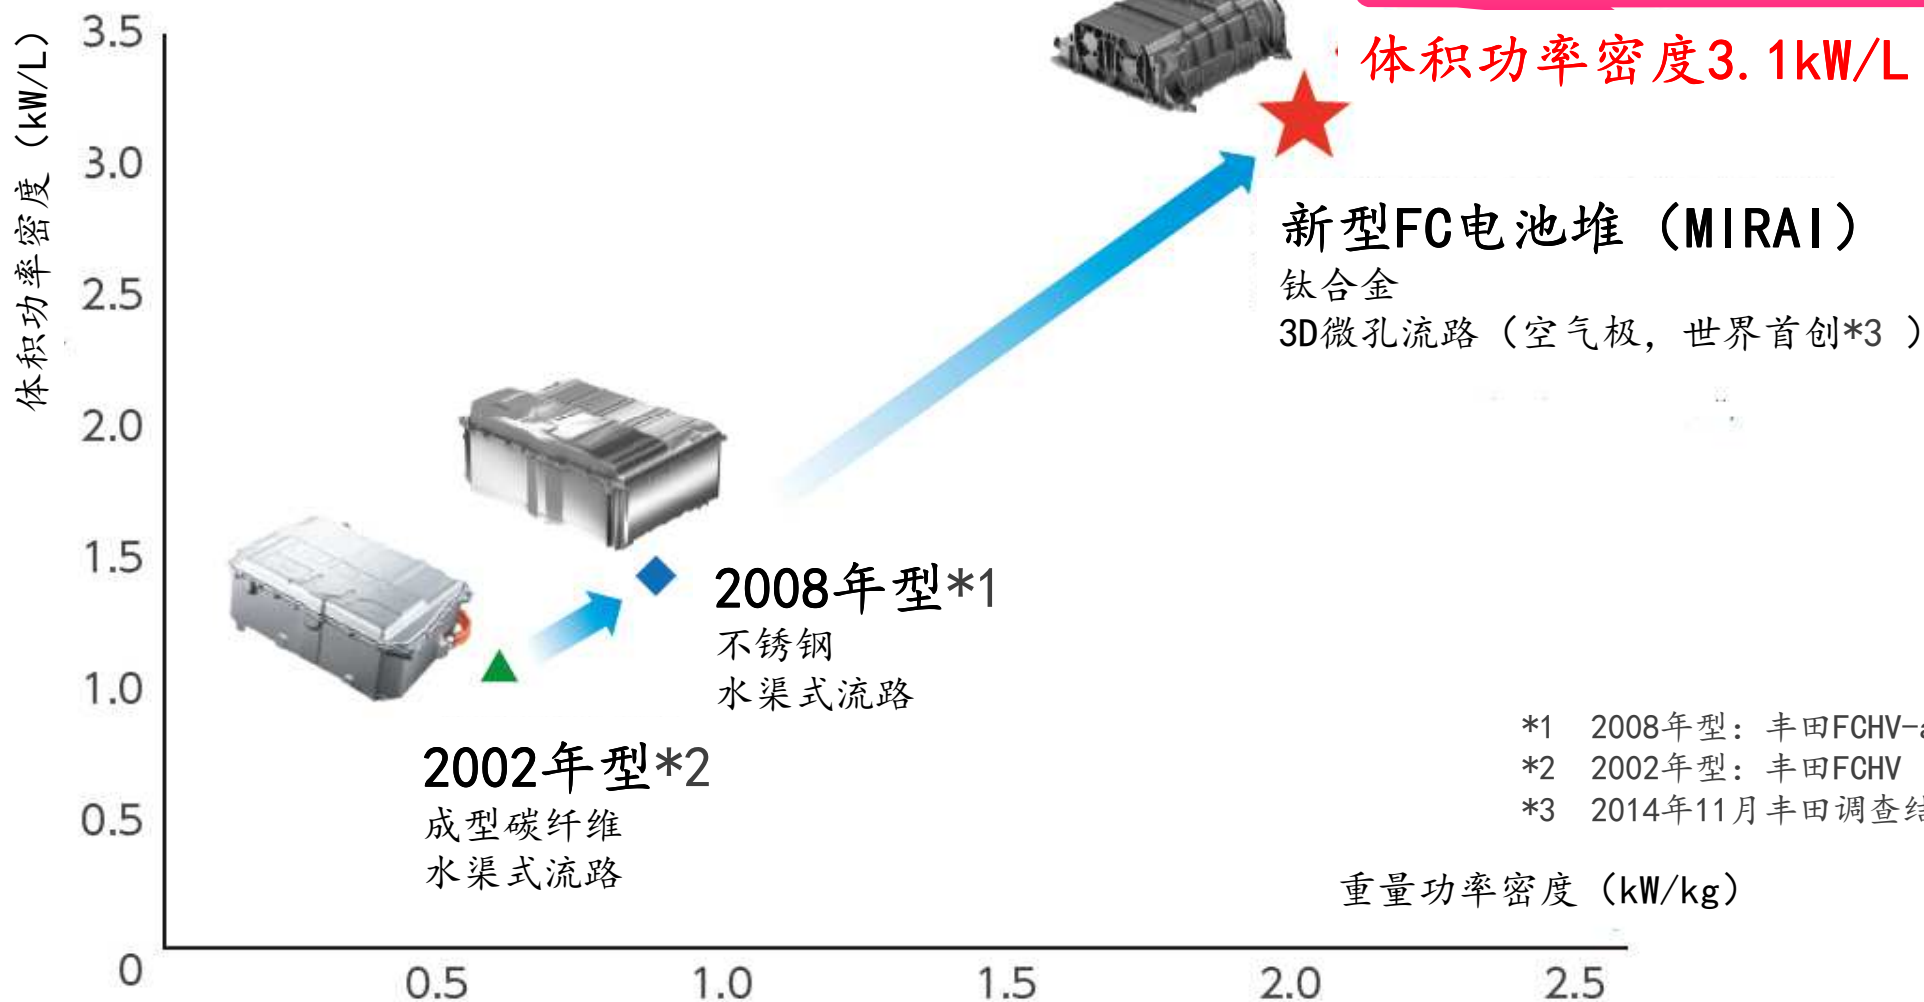 体积功率密度（kW/L）
3.5
3.0
2.5
2.0
1.5
1.0
0.5
0
体积功率密度3.1kW/L
新型FC电池堆（MIRAI）
钛合金
3D微孔流路（空气极，世界首创*3 ）
2008年型*1
不锈钢
水渠式流路
2002年型*2
成型碳纤维
水渠式流路
*1 2008年型：丰田FCHV-a
*2 2002年型：丰田FCHV
*3 2014年11月丰田调查结
重量功率密度（kW/kg）
0.5 1.0 1.5 2.0 2.5